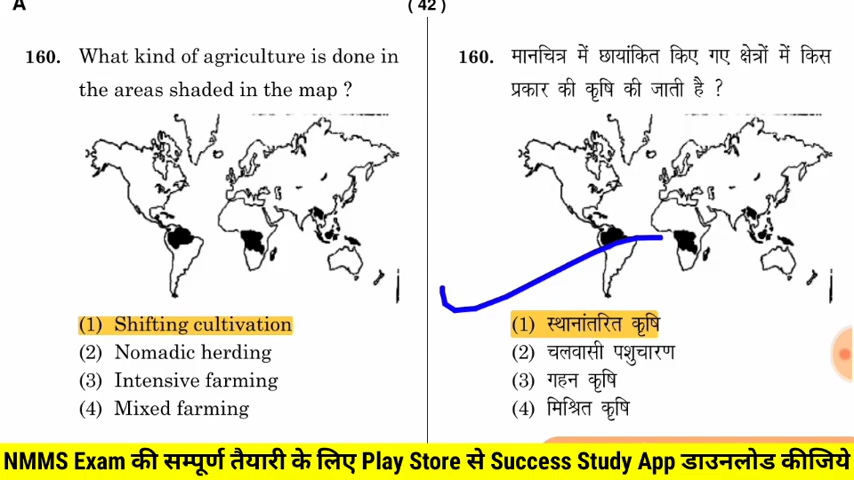 A
( 42 )
160. What kind of agriculture is done in
the areas shaded in the map ?
(1) Shifting cultivation
(2) Nomadic herding
(3) Intensive farming
(4) Mixed farming
160. मानचित्र में छायांकित किए गए क्षेत्रों में किस
प्रकार की कृषि की जाती है ?
(1) स्थानांतरित कृषि
(2) चलवासी पशुचारण
(3) गहन कृषि
(4) मिश्रित कृषि
NMMS Exam की सम्पूर्ण तैयारी के लिए Play Store से Success Study App डाउनलोड कीजिये